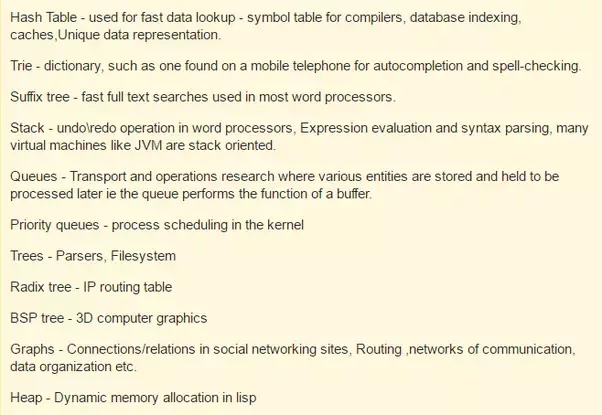 Hash Table - used for fast data lookup - symbol table for compilers, database indexing,
caches,Unique data representation.
Trie - dictionary, such as one found on a mobile telephone for autocompletion and spell-checking.
Suffix tree - fast full text searches used in most word processors.
Stack - undo\redo operation in word processors, Expression evaluation and syntax parsing, many
virtual machines like JVM are stack oriented.
Queues - Transport and operations research where various entities are stored and held to be
processed later ie the queue performs the function of a buffer.
Priority queues - process scheduling in the kernel
Trees - Parsers, Filesystem
Radix tree - IP routing table
BSP tree - 3D computer graphics
Graphs - Connections/relations in social networking sites, Routing ,networks of communication,
data organization etc.
Heap - Dynamic memory allocation in lisp